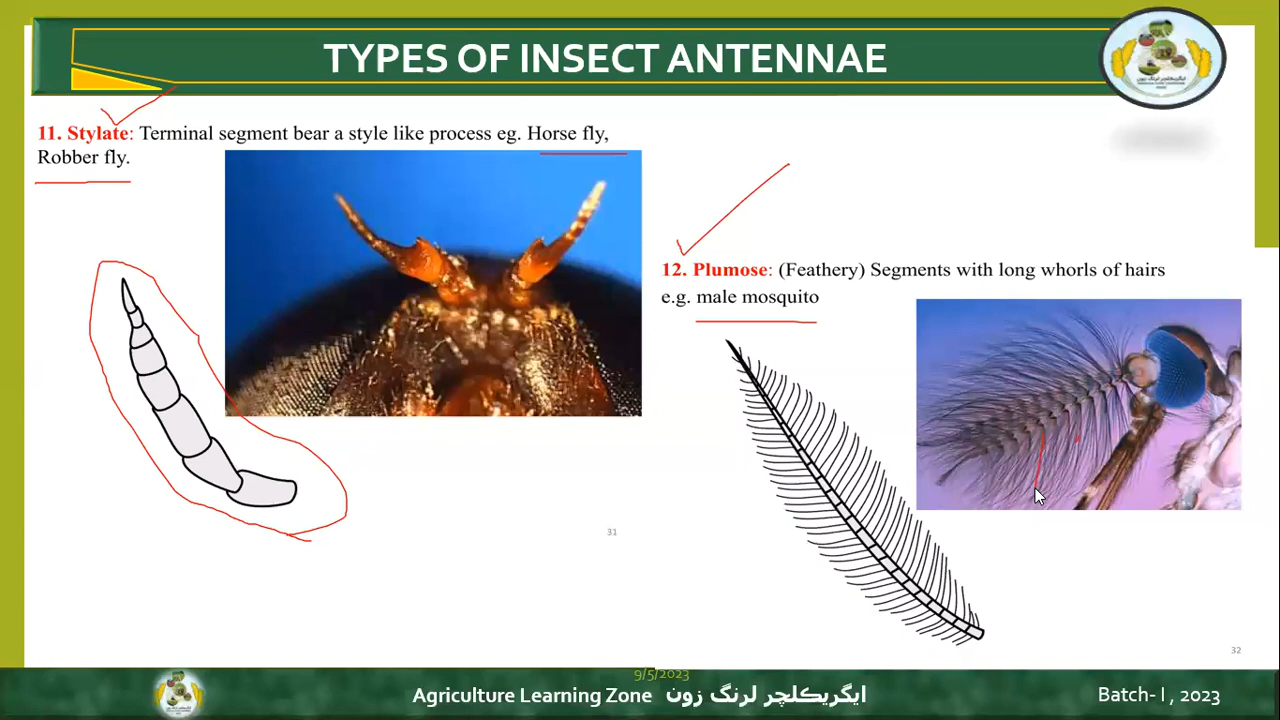 TYPES OF INSECT ANTENNAE
11. Stylate: Terminal segment bear a style like process eg. Horse fly,
Robber fly.
12. Plumose: (Feathery) Segments with long whorls of hairs
e.g. male mosquito
31
32
9/5/2023
Agriculture Learning Zone ایگریکلچر لرنگ زون
Batch- I , 2023